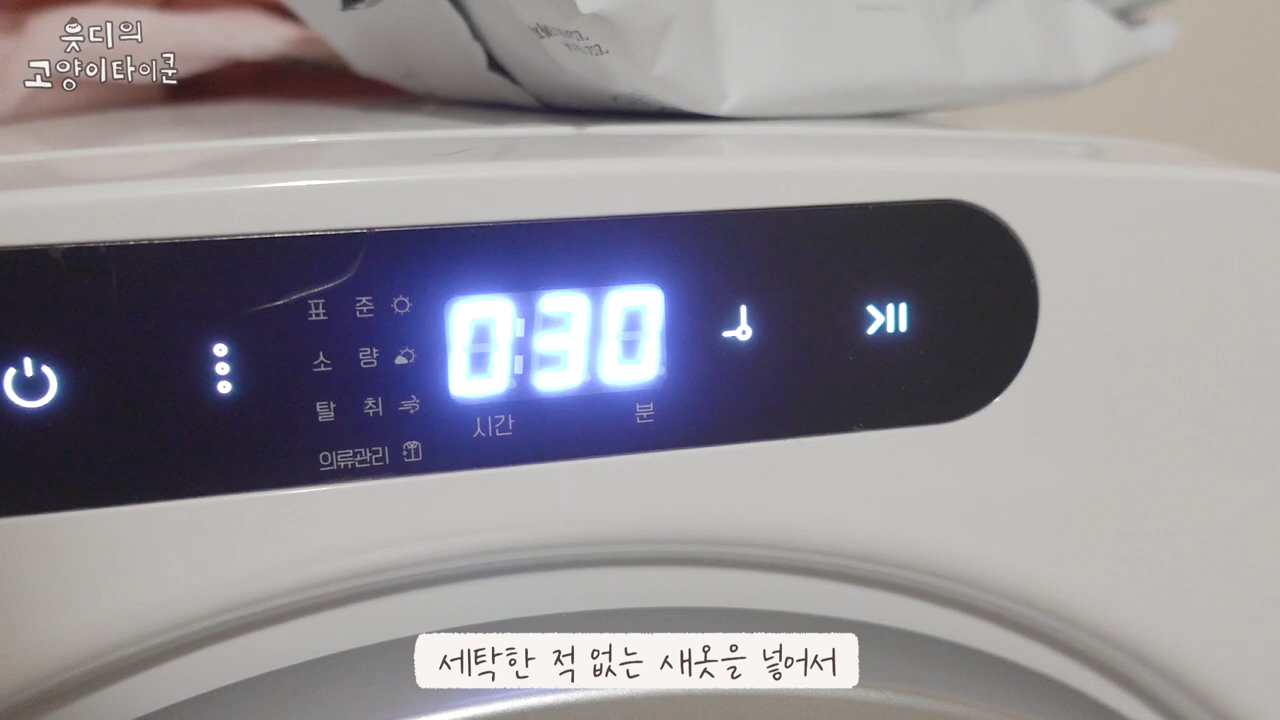 웃디의
고양이타이쿤
표 준
소 량
탈 취
의류관리
0:30
시간 분
세탁한 적 없는 새옷을 넣어서